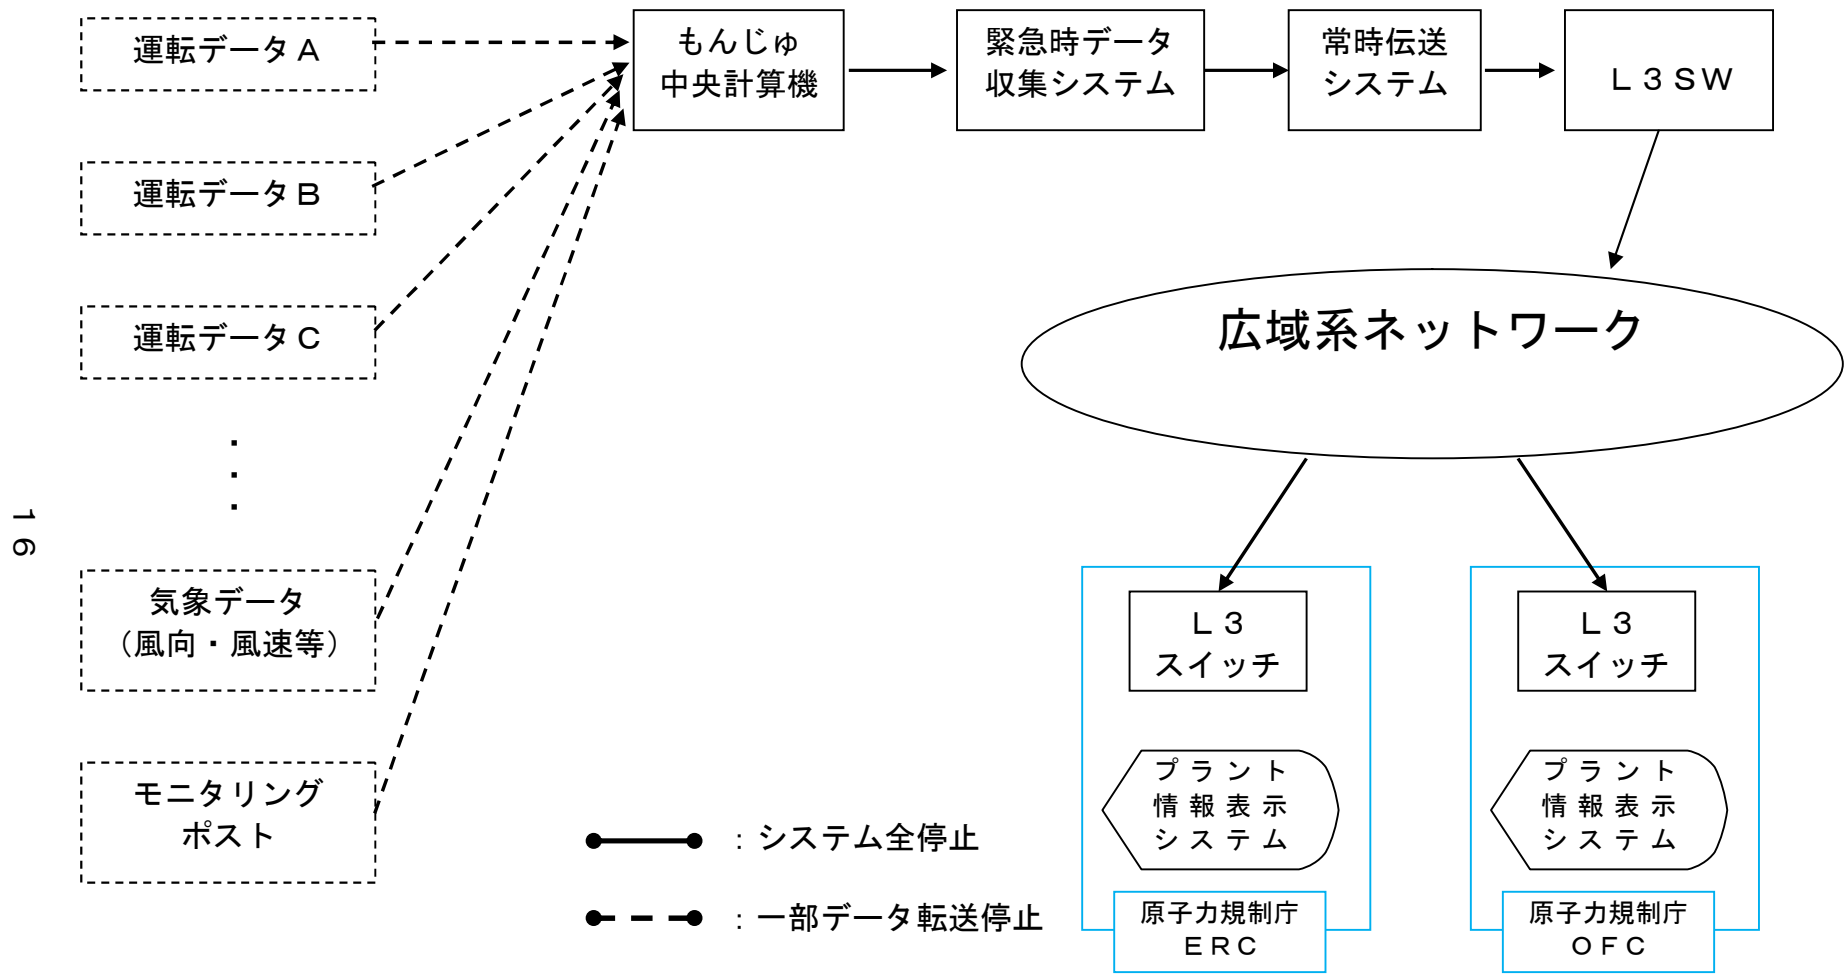 運転データA
運転データB
運転データC
・
・
・
気象データ
（風向・風速等）
モニタリング
ポスト
もんじゅ
中央計算機
緊急時データ
収集システム
常時伝送
システム
L3SW
広域系ネットワーク
L3
スイッチ
プラント
情報表示
システム
原子力規制庁
ERC
L3
スイッチ
プラント
情報表示
システム
原子力規制庁
OFC
：システム全停止
：一部データ転送停止
16